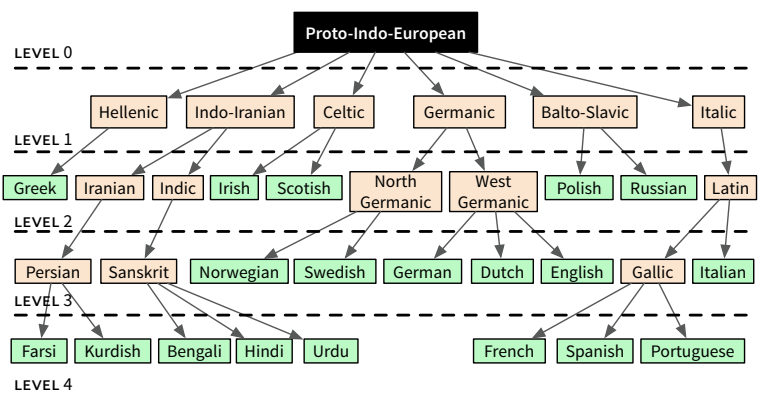 Proto-Indo-European
LEVEL 0
Hellenic Indo-Iranian Celtic Germanic Balto-Slavic Italic
LEVEL 1
Greek Iranian Indic Irish Scotish North Germanic West Germanic Polish Russian Latin
LEVEL 2
Persian Sanskrit Norwegian Swedish German Dutch English Gallic Italian
LEVEL 3
Farsi Kurdish Bengali Hindi Urdu French Spanish Portuguese
LEVEL 4